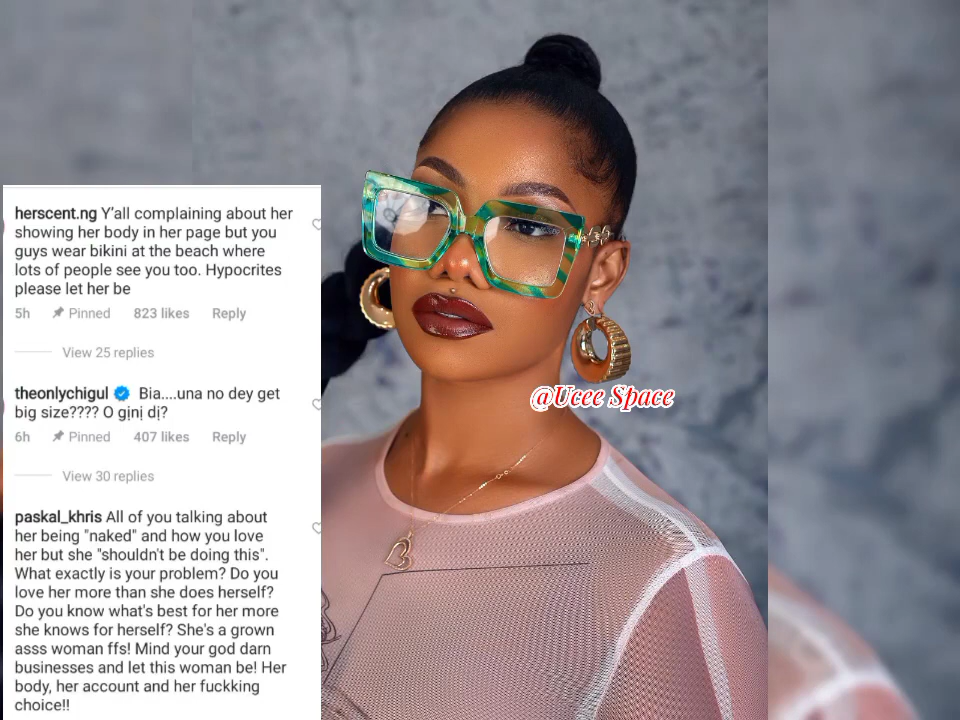 herscent.ng Y'all complaining about her
showing her body in her page but you
guys wear bikini at the beach where
lots of people see you too. Hypocrites
please let her be
5h Pinned 823 likes Reply
View 25 replies
theonlychigul Bia....una no dey get
big size???? O gịnị dị?
6h Pinned 407 likes Reply
View 30 replies
paskal_khris All of you talking about
her being "naked" and how you love
her but she "shouldn't be doing this".
What exactly is your problem? Do you
love her more than she does herself?
Do you know what's best for her more
she knows for herself? She's a grown
asss woman ffs! Mind your god darn
businesses and let this woman be! Her
body, her account and her fuckking
choice!!
@Ucee Space